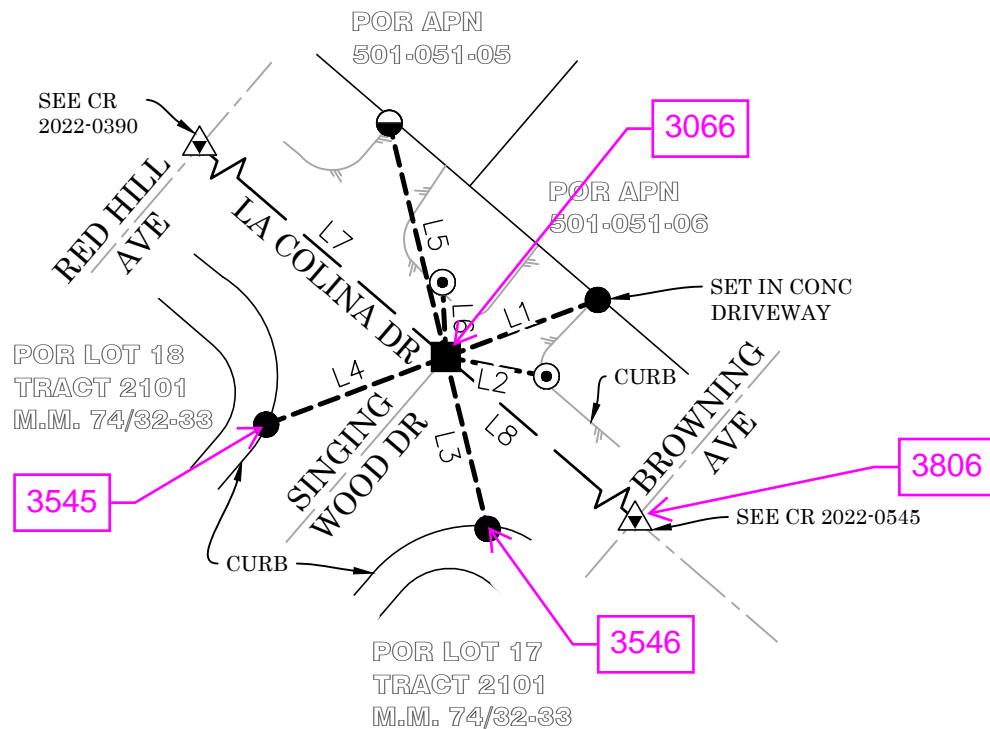 POR APN
501-051-05
SEE CR
2022-0390
3066
RED HILL
AVE
LA COLINA DR
L7
L5
L6
POR APN
501-051-06
L1
SET IN CONC
DRIVEWAY
POR LOT 18
TRACT 2101
M.M. 74/32-33
L4
L2
CURB
L8
L3
SINGING
WOOD DR
BROWNING
AVE
3545
3806
SEE CR 2022-0545
CURB
3546
POR LOT 17
TRACT 2101
M.M. 74/32-33